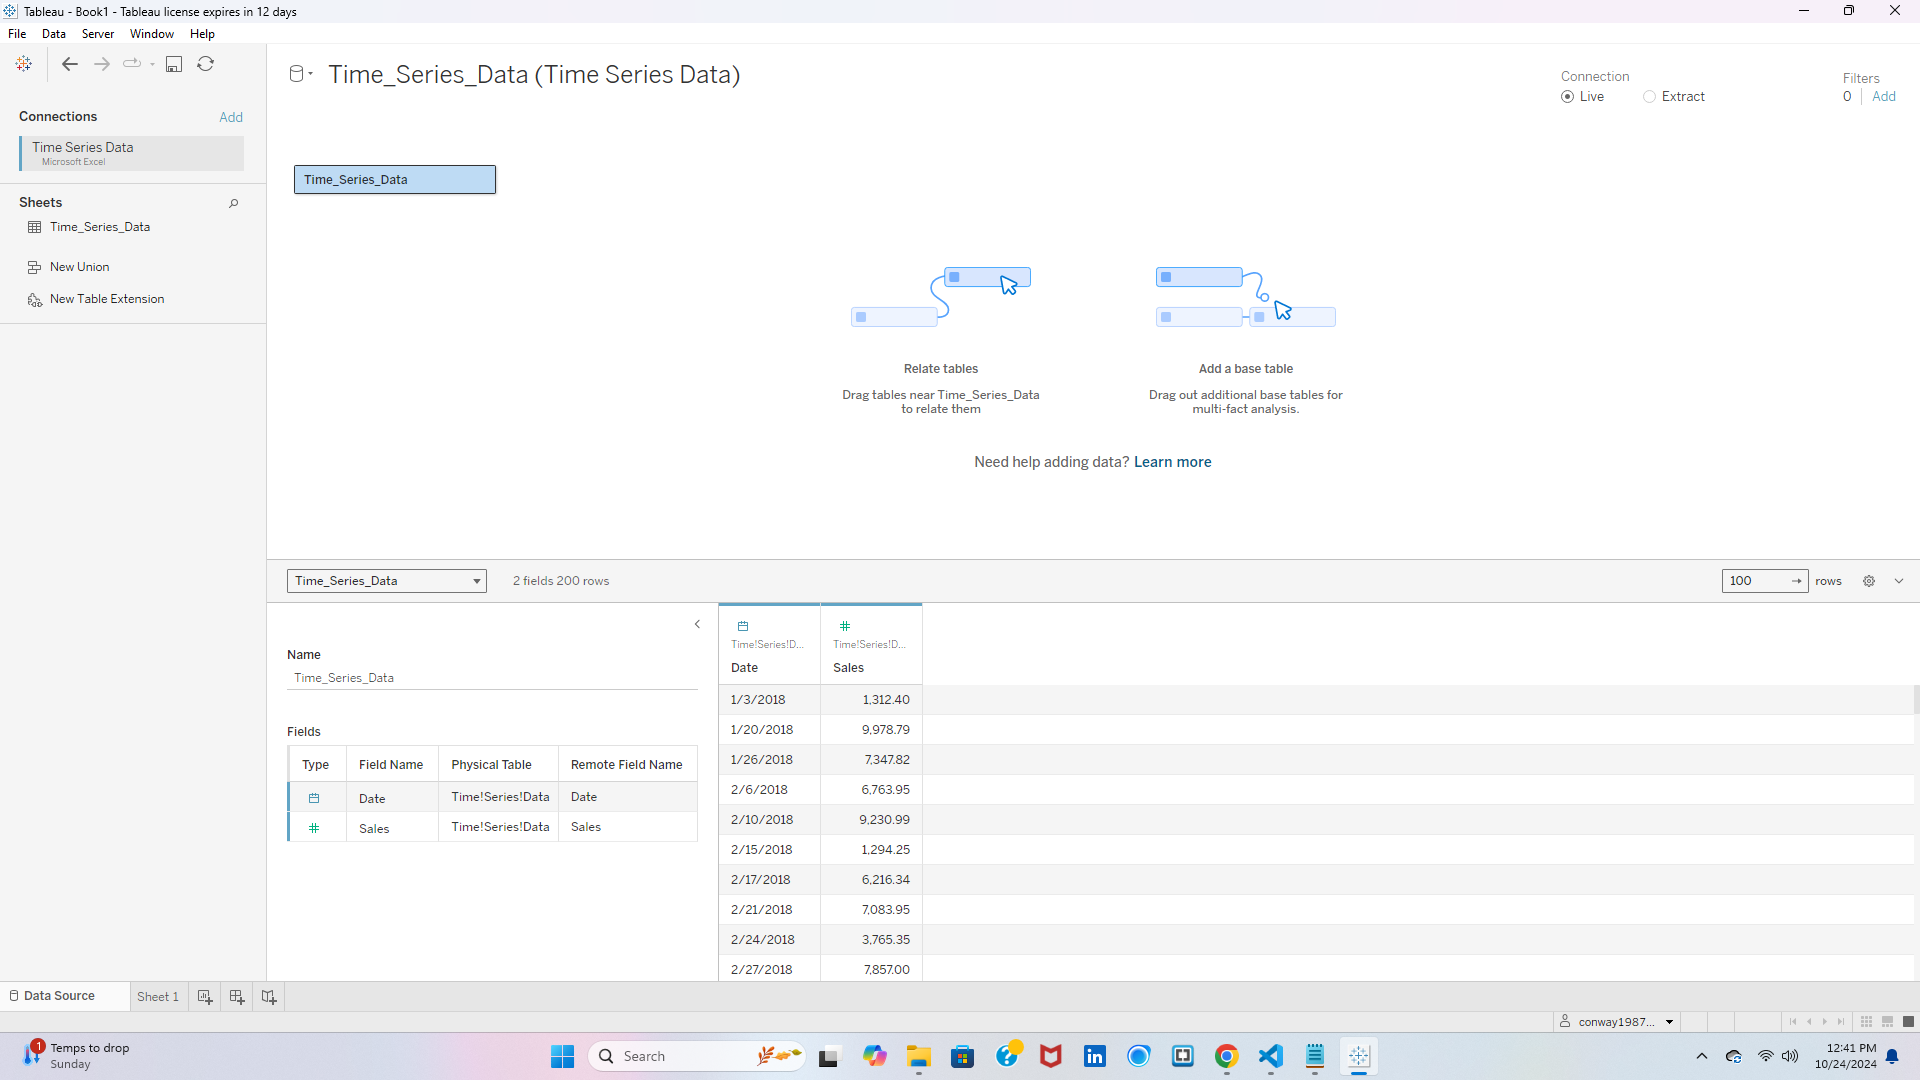 Tableau - Book1 - Tableau license expires in 12 days
File Data Server Window Help
Connections Add
Time Series Data
Microsoft Excel
Sheets
Time_Series_Data
New Union
New Table Extension
Time_Series_Data (Time Series Data)
Connection
Live Extract
Filters
0 Add
Time_Series_Data
Relate tables
Drag tables near Time_Series_Data
to relate them
Add a base table
Drag out additional base tables for
multi-fact analysis.
Need help adding data? Learn more
Time_Series_Data 2 fields 200 rows 100 rows
Name
Time_Series_Data
Fields
Type Field Name Physical Table Remote Field Name
Date Time!Series!Data Date
Sales Time!Series!Data Sales
Time!Series!D... Time!Series!D...
Date Sales
1/3/2018 1,312.40
1/20/2018 9,978.79
1/26/2018 7,347.82
2/6/2018 6,763.95
2/10/2018 9,230.99
2/15/2018 1,294.25
2/17/2018 6,216.34
2/21/2018 7,083.95
2/24/2018 3,765.35
2/27/2018 7,857.00
Data Source Sheet 1
conway1987...
1
Temps to drop
Sunday
Search
12:41 PM
10/24/2024